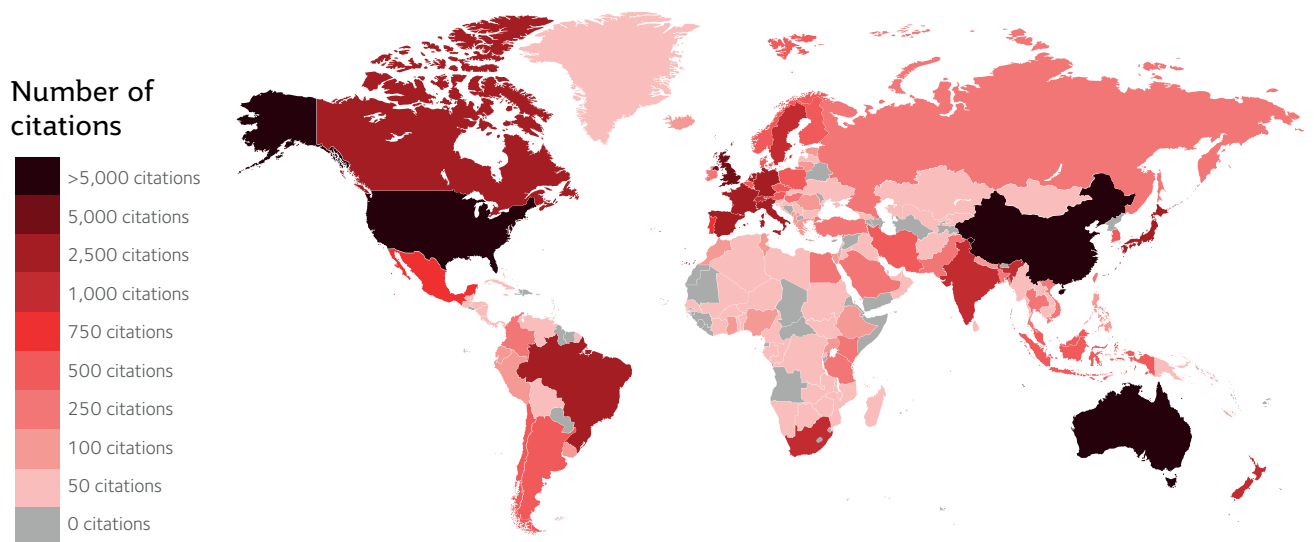 Number of
citations
>5,000 citations
5,000 citations
2,500 citations
1,000 citations
750 citations
500 citations
250 citations
100 citations
50 citations
0 citations